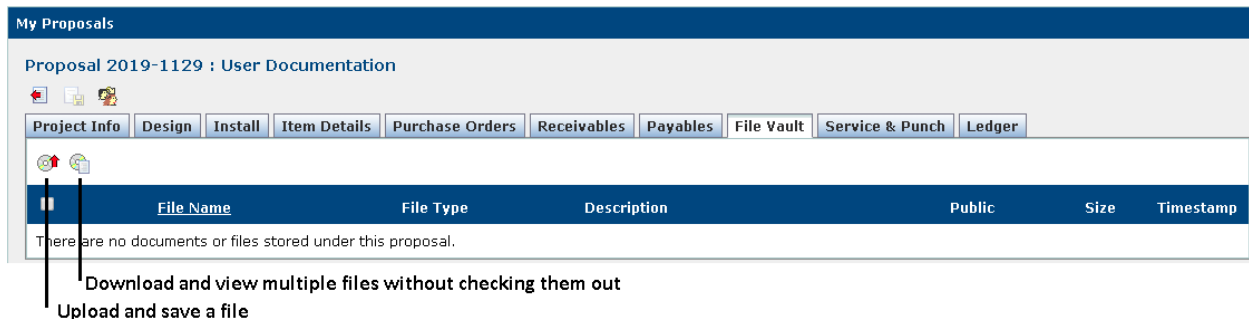 My Proposals
Proposal 2019-1129 : User Documentation
Project Info Design Install Item Details Purchase Orders Receivables Payables File Vault Service & Punch Ledger
File Name File Type Description Public Size Timestamp
There are no documents or files stored under this proposal.
Download and view multiple files without checking them out
Upload and save a file